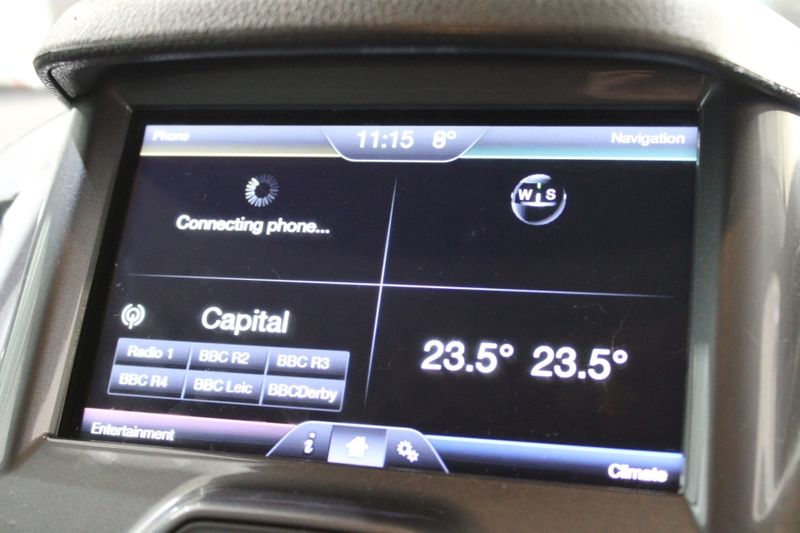 Phone 11:15 8° Navigation
Connecting phone...
W S
Capital
Radio 1 BBC R2 BBC R3
BBC R4 BBC Leic BBCDerby
23.5° 23.5°
Entertainment i Climate